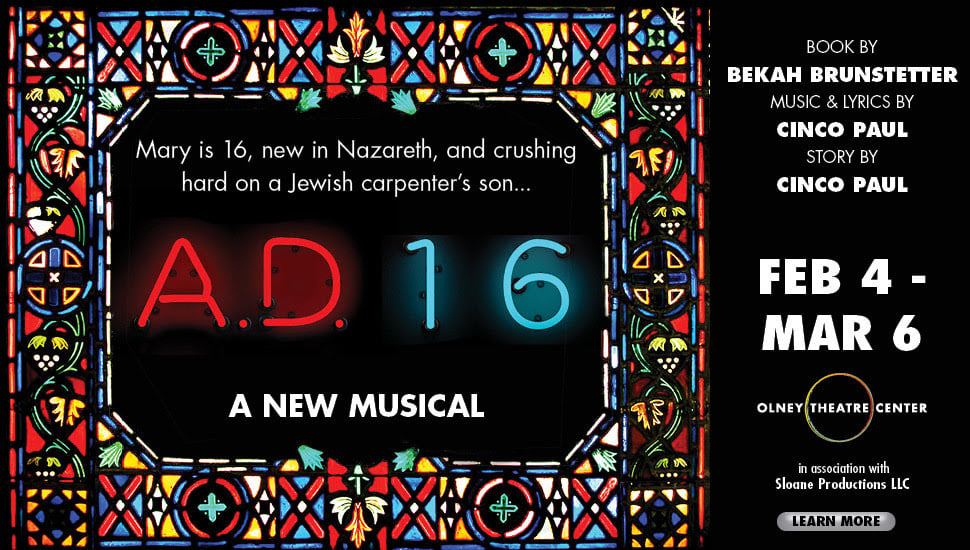 Mary is 16, new in Nazareth, and crushing
hard on a Jewish carpenter's son...
A.D. 16
A NEW MUSICAL
BOOK BY
BEKAH BRUNSTETTER
MUSIC & LYRICS BY
CINCO PAUL
STORY BY
CINCO PAUL
FEB 4 -
MAR 6
OLNEY THEATRE CENTER
in association with
Sloane Productions LLC
LEARN MORE